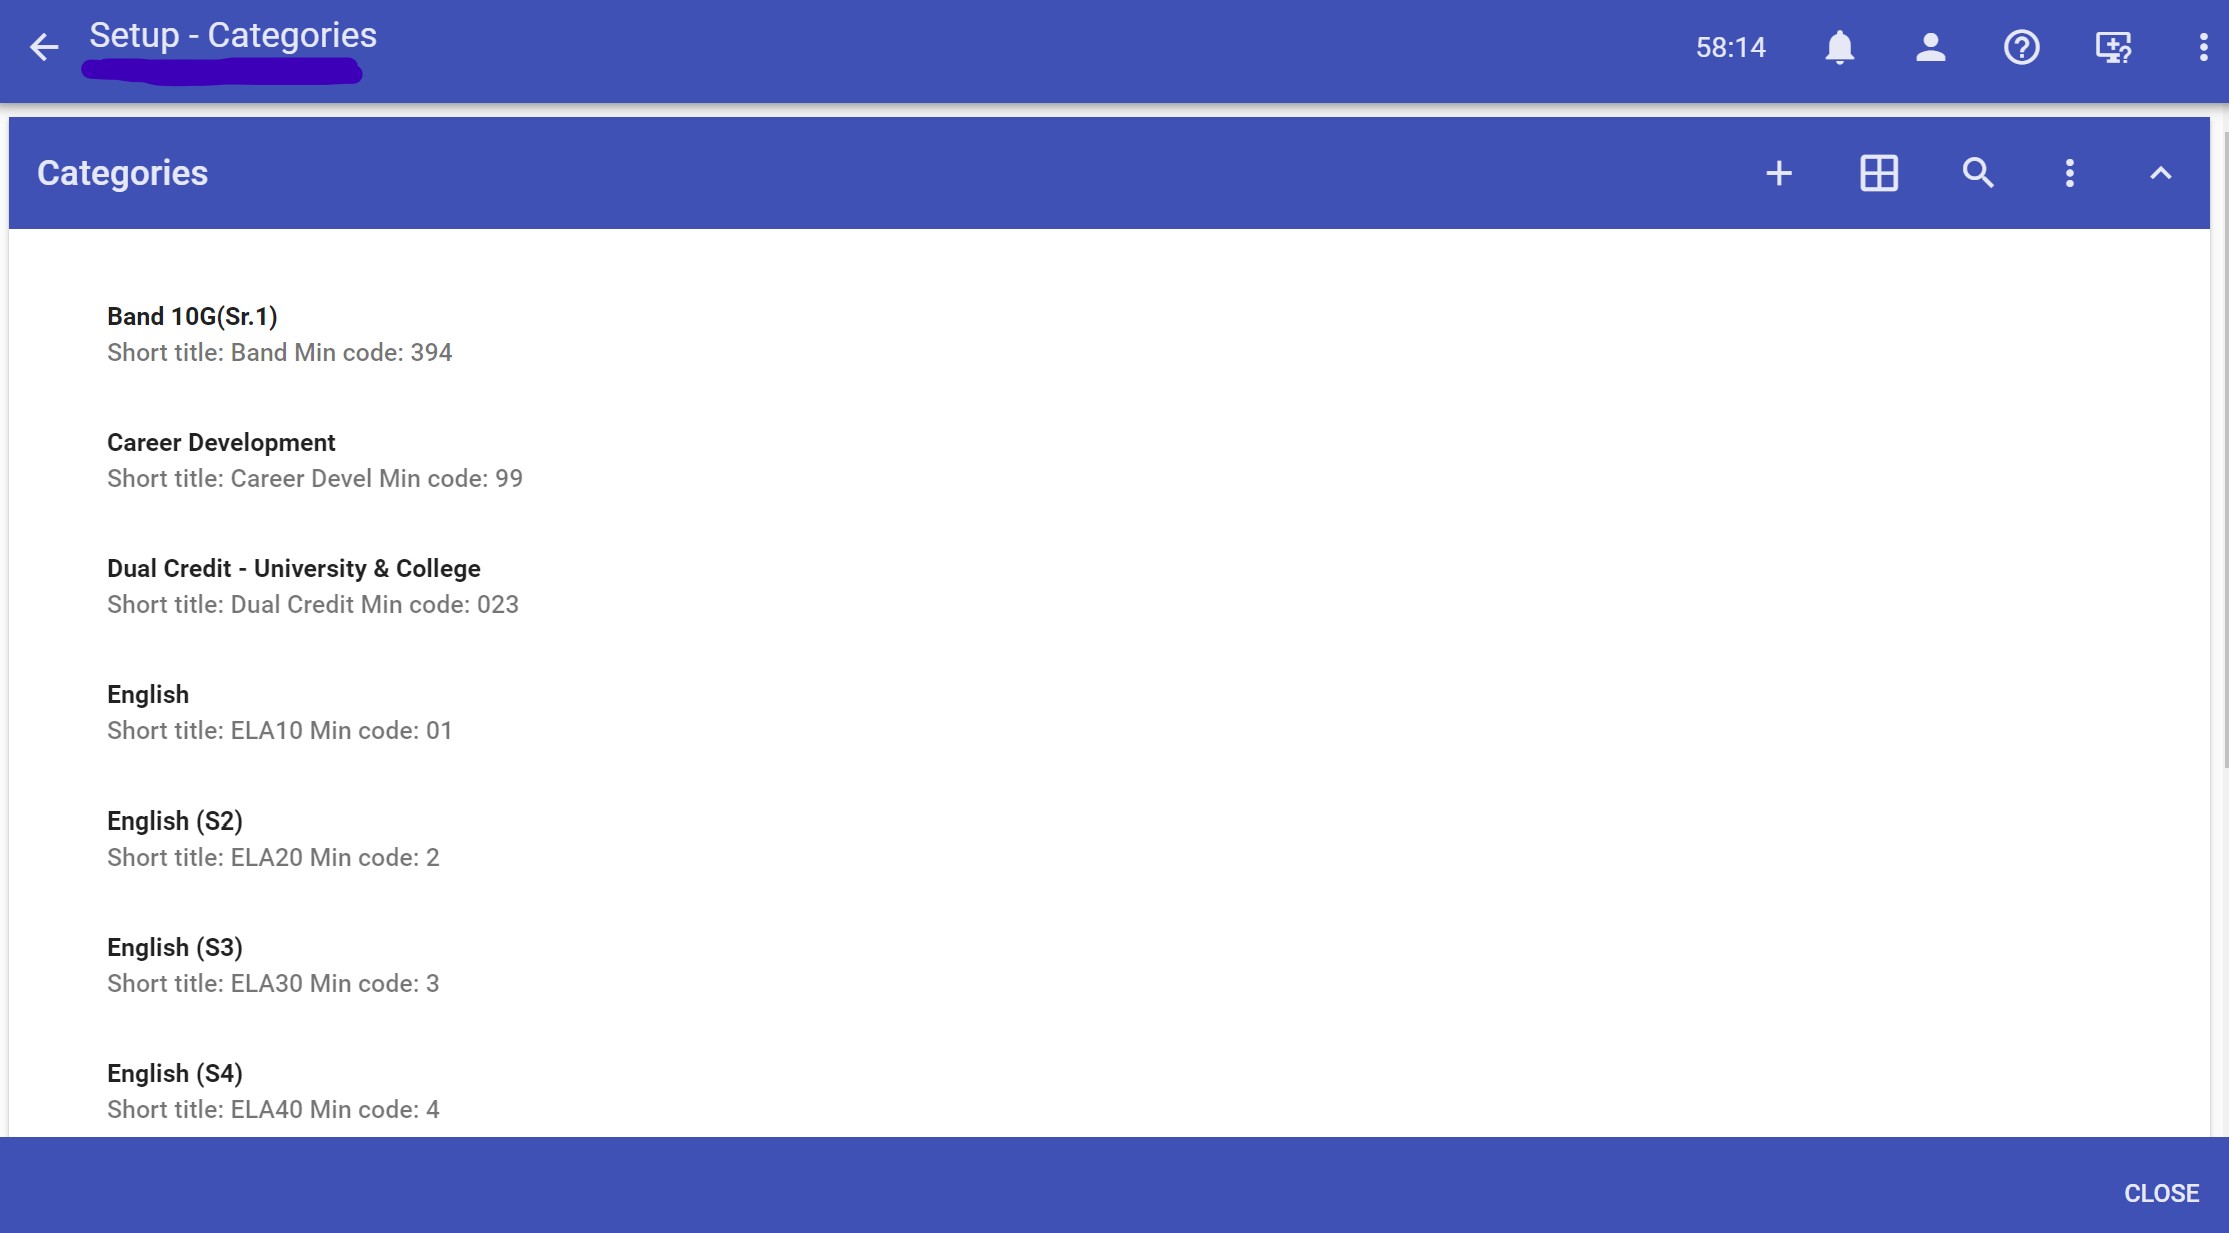 Setup - Categories
58:14
Categories
Band 10G(Sr.1)
Short title: Band Min code: 394
Career Development
Short title: Career Devel Min code: 99
Dual Credit - University & College
Short title: Dual Credit Min code: 023
English
Short title: ELA10 Min code: 01
English (S2)
Short title: ELA20 Min code: 2
English (S3)
Short title: ELA30 Min code: 3
English (S4)
Short title: ELA40 Min code: 4
CLOSE